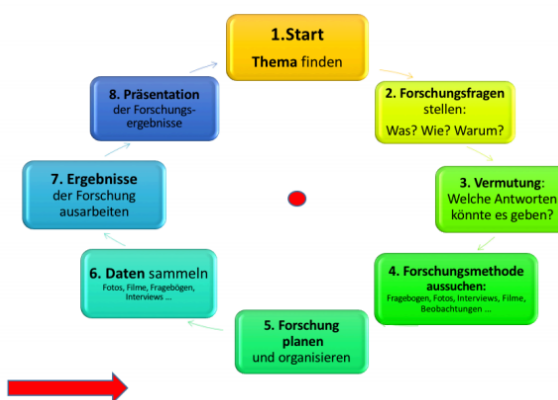 1.Start
Thema finden
2. Forschungsfragen
stellen:
Was? Wie? Warum?
3. Vermutung:
Welche Antworten
könnte es geben?
4. Forschungsmethode
aussuchen:
Fragebogen, Fotos, Interviews, Filme,
Beobachtungen ...
5. Forschung
planen
und organisieren
6. Daten sammeln
Fotos, Filme, Fragebögen,
Interviews ...
7. Ergebnisse
der Forschung
ausarbeiten
8. Präsentation
der Forschungs-
ergebnisse